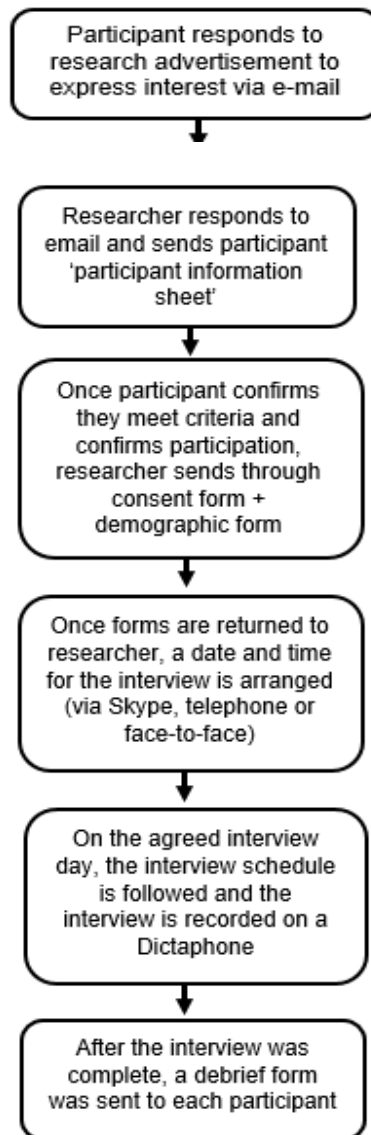 Participant responds to
research advertisement to
express interest via e-mail
Researcher responds to
email and sends participant
‘participant information
sheet’
Once participant confirms
they meet criteria and
confirms participation,
researcher sends through
consent form +
demographic form
Once forms are returned to
researcher, a date and time
for the interview is arranged
(via Skype, telephone or
face-to-face)
On the agreed interview
day, the interview schedule
is followed and the
interview is recorded on a
Dictaphone
After the interview was
complete, a debrief form
was sent to each participant